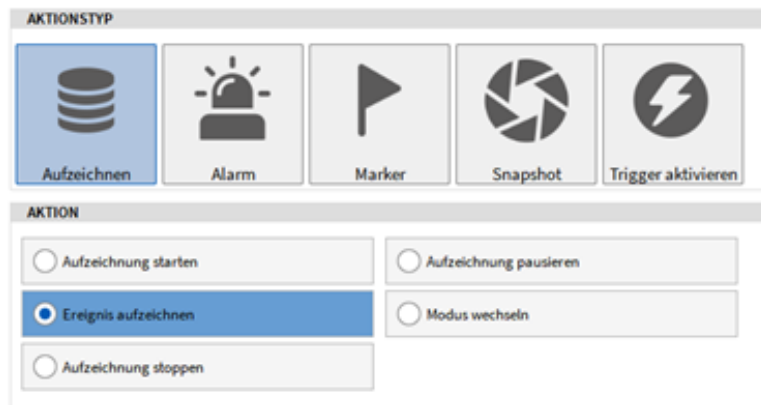 AKTIONSTYP
Aufzeichnen Alarm Marker Snapshot Trigger aktivieren
AKTION
Aufzeichnung starten Aufzeichnung pausieren
Ereignis aufzeichnen Modus wechseln
Aufzeichnung stoppen